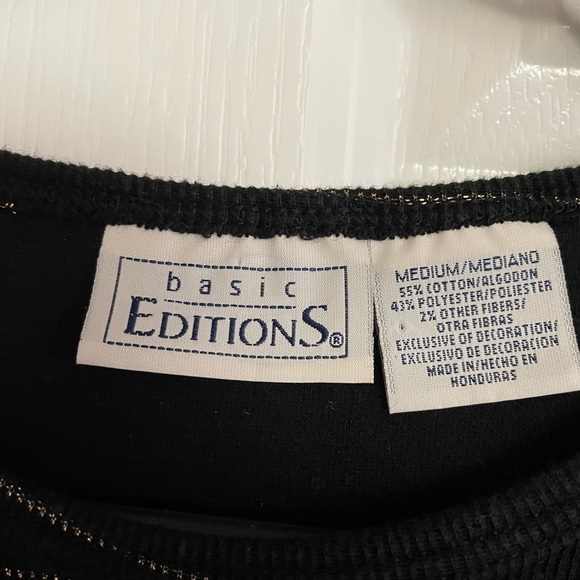 basic
EDITIONS®
MEDIUM/MEDIANO
55% COTTON/ALGODON
43% POLYESTER/POLIESTER
2% OTHER FIBERS/
OTRA FIBRAS
EXCLUSIVE OF DECORATION/
EXCLUSIVO DE DECORACION
MADE IN/HECHO EN
HONDURAS